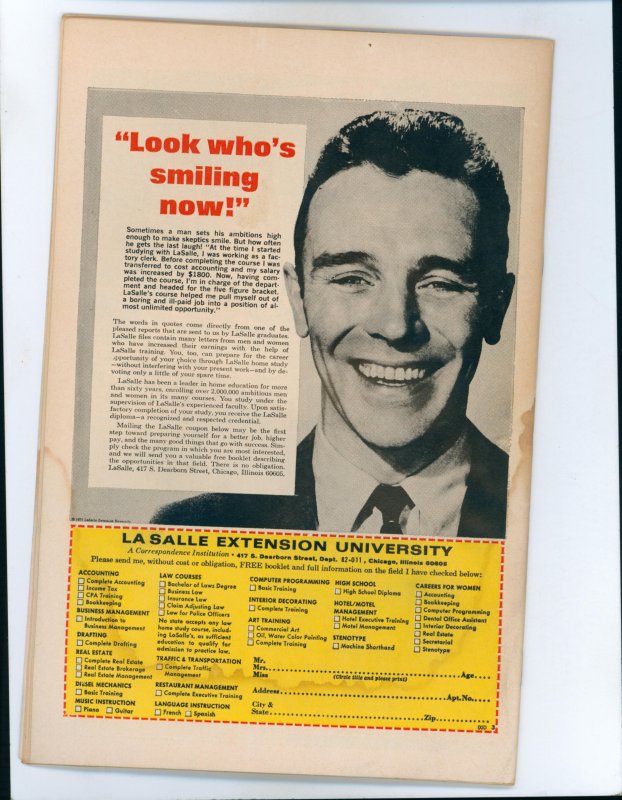 “Look who’s
smiling
now!”
Sometimes a man sets his ambitions high
enough to make skeptics smile. But how often
he gets the last laugh! “At the time I started
studying with LaSalle, I was working as a fac-
tory clerk. Before completing the course I was
transferred to cost accounting and my salary
was increased by $1800. Now, having com-
pleted the course, I’m in charge of the depart-
ment and headed for the five figure bracket.
LaSalle’s course helped me pull myself out of
a boring and ill-paid job into a position of al-
most unlimited opportunity.”
The words in quotes come directly from one of the
pleased reports that are sent to us by LaSalle graduates.
LaSalle files contain many letters from men and women
who have increased their earnings with the help of
LaSalle training. You, too, can prepare for the career
opportunity of your choice through LaSalle home study
—without interfering with your present work—and by de-
voting only a little of your spare time.
LaSalle has been a leader in home education for more
than sixty years, enrolling over 2,000,000 ambitious men
and women in its many courses. You study under the
supervision of LaSalle’s experienced faculty. Upon satis-
factory completion of your study, you receive the LaSalle
diploma—a recognized and respected credential.
Mailing the LaSalle coupon below may be the first
step toward preparing yourself for a better job, higher
pay, and the many good things that go with success. Sim-
ply check the program in which you are most interested,
and we will send you a valuable free booklet describing
the opportunities in that field. There is no obligation.
LaSalle, 417 S. Dearborn Street, Chicago, Illinois 60605.
LaSalle Extension University
LA SALLE EXTENSION UNIVERSITY
A Correspondence Institution • 417 S. Dearborn Street, Dept. 42-011, Chicago, Illinois 60605
Please send me, without cost or obligation, FREE booklet and full information on the field I have checked below:
ACCOUNTING
Complete Accounting
Income Tax
CPA Training
Bookkeeping
BUSINESS MANAGEMENT
Introduction to
Business Management
DRAFTING
Complete Drafting
REAL ESTATE
Complete Real Estate
Real Estate Brokerage
Real Estate Management
DIESEL MECHANICS
Basic Training
MUSIC INSTRUCTION
Piano Guitar
LAW COURSES
Bachelor of Laws Degree
Business Law
Insurance Law
Claim Adjusting Law
Law for Police Officers
No state accepts any law
home study course, includ-
ing LaSalle’s, as sufficient
education to qualify for
admission to practice law.
TRAFFIC & TRANSPORTATION
Complete Traffic
Management
RESTAURANT MANAGEMENT
Complete Executive Training
LANGUAGE INSTRUCTION
French Spanish
COMPUTER PROGRAMMING
Basic Training
INTERIOR DECORATING
Complete Training
ART TRAINING
Commercial Art
Oil, Water Color Painting
Complete Training
HIGH SCHOOL
High School Diploma
HOTEL/MOTEL
MANAGEMENT
Hotel Executive Training
Motel Management
STENOTYPE
Machine Shorthand
CAREERS FOR WOMEN
Accounting
Bookkeeping
Computer Programming
Dental Office Assistant
Interior Decorating
Real Estate
Secretarial
Stenotype
Mr.
Mrs. Age
Miss (Circle title and please print)
Address Apt.No.
City &
State Zip
000 3